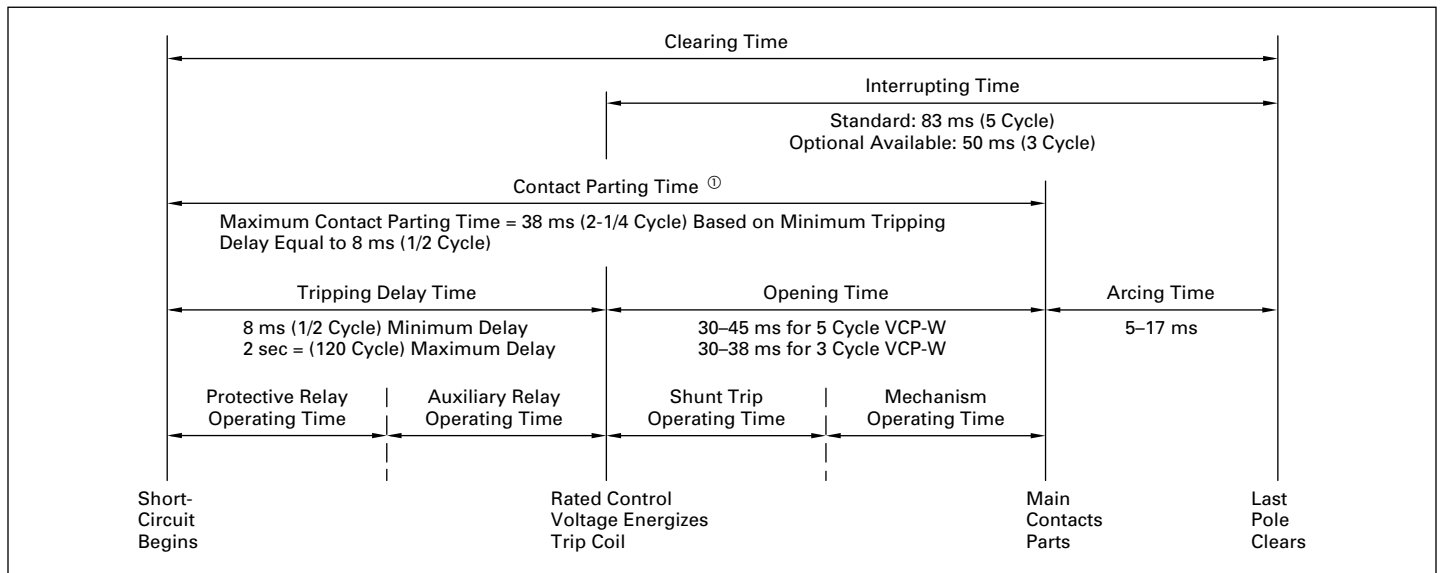 Clearing Time
Interrupting Time
Standard: 83 ms (5 Cycle)
Optional Available: 50 ms (3 Cycle)
Contact Parting Time ①
Maximum Contact Parting Time = 38 ms (2-1/4 Cycle) Based on Minimum Tripping
Delay Equal to 8 ms (1/2 Cycle)
Tripping Delay Time
8 ms (1/2 Cycle) Minimum Delay
2 sec = (120 Cycle) Maximum Delay
Opening Time
30–45 ms for 5 Cycle VCP-W
30–38 ms for 3 Cycle VCP-W
Arcing Time
5–17 ms
Protective Relay
Operating Time
Auxiliary Relay
Operating Time
Shunt Trip
Operating Time
Mechanism
Operating Time
Short-
Circuit
Begins
Rated Control
Voltage Energizes
Trip Coil
Main
Contacts
Parts
Last
Pole
Clears